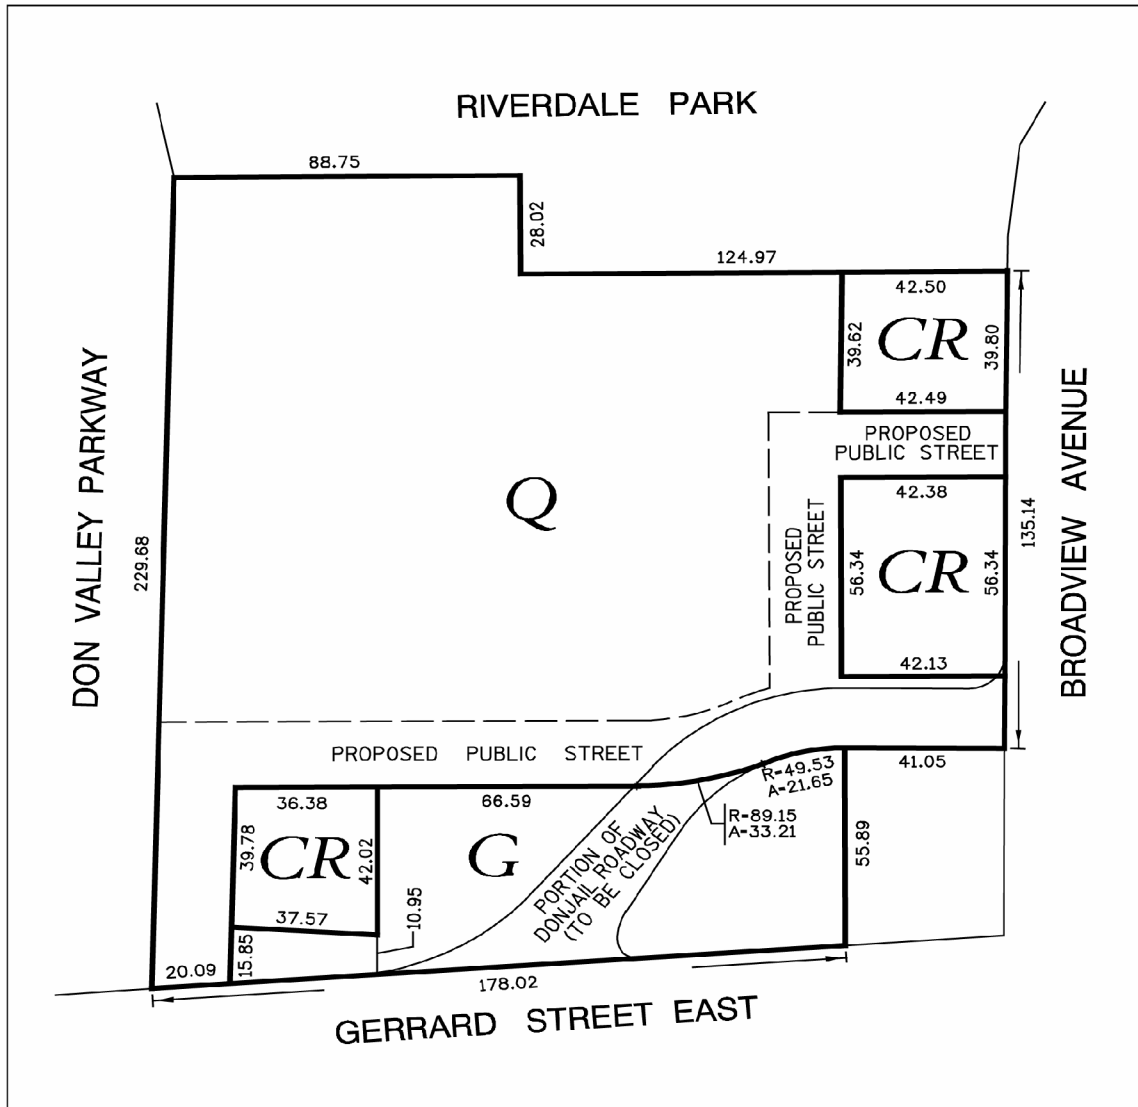 RIVERDALE PARK
88.75
28.02
124.97
42.50
39.62
CR
39.80
42.49
PROPOSED
PUBLIC STREET
DON VALLEY PARKWAY
229.68
Q
PROPOSED
PUBLIC STREET
42.38
56.34
CR
56.34
42.13
135.14
BROADVIEW AVENUE
PROPOSED PUBLIC STREET
41.05
R-49.53
A-21.65
R-89.15
A-33.21
36.38
39.78
CR
42.02
37.57
66.59
G
PORTION OF
DONJAIL ROADWAY
(TO BE CLOSED)
55.89
10.95
15.85
20.09
178.02
GERRARD STREET EAST